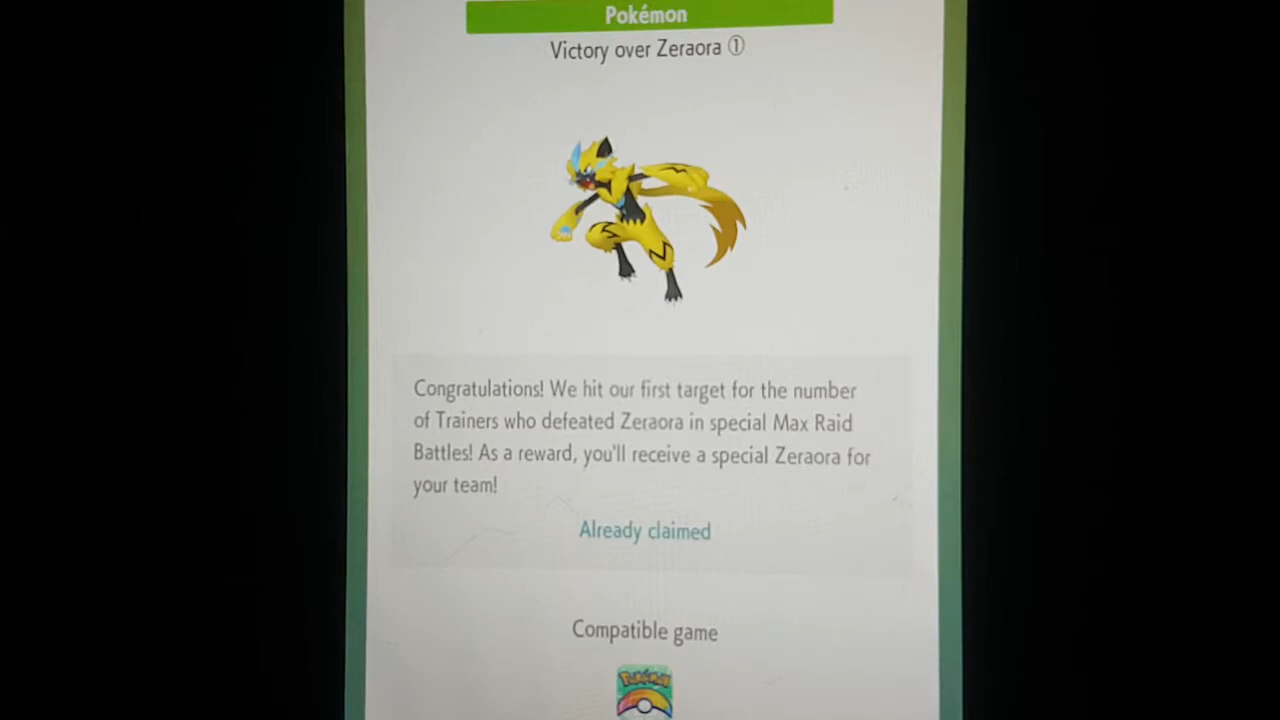 Pokémon
Victory over Zeraora ①
Congratulations! We hit our first target for the number
of Trainers who defeated Zeraora in special Max Raid
Battles! As a reward, you'll receive a special Zeraora for
your team!
Already claimed
Compatible game
Pokémon